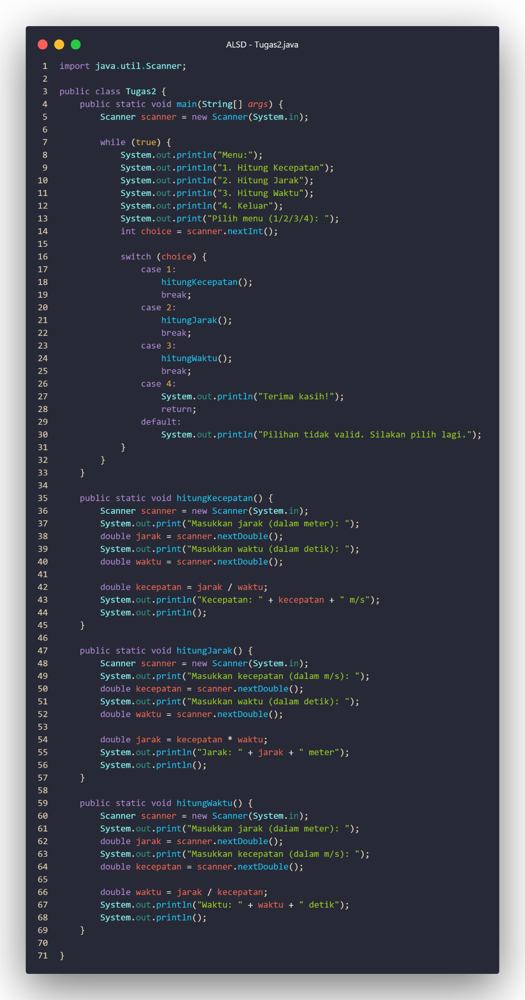 ALSD - Tugas2.java
1 import java.util.Scanner;
2
3 public class Tugas2 {
4     public static void main(String[] args) {
5         Scanner scanner = new Scanner(System.in);
6
7         while (true) {
8             System.out.println("Menu:");
9             System.out.println("1. Hitung Kecepatan");
10             System.out.println("2. Hitung Jarak");
11             System.out.println("3. Hitung Waktu");
12             System.out.println("4. Keluar");
13             System.out.print("Pilih menu (1/2/3/4): ");
14             int choice = scanner.nextInt();
15
16             switch (choice) {
17                 case 1:
18                     hitungKecepatan();
19                     break;
20                 case 2:
21                     hitungJarak();
22                     break;
23                 case 3:
24                     hitungWaktu();
25                     break;
26                 case 4:
27                     System.out.println("Terima kasih!");
28                     return;
29                 default:
30                     System.out.println("Pilihan tidak valid. Silakan pilih lagi.");
31             }
32         }
33     }
34
35     public static void hitungKecepatan() {
36         Scanner scanner = new Scanner(System.in);
37         System.out.print("Masukkan jarak (dalam meter): ");
38         double jarak = scanner.nextDouble();
39         System.out.print("Masukkan waktu (dalam detik): ");
40         double waktu = scanner.nextDouble();
41
42         double kecepatan = jarak / waktu;
43         System.out.println("Kecepatan: " + kecepatan + " m/s");
44         System.out.println();
45     }
46
47     public static void hitungJarak() {
48         Scanner scanner = new Scanner(System.in);
49         System.out.print("Masukkan kecepatan (dalam m/s): ");
50         double kecepatan = scanner.nextDouble();
51         System.out.print("Masukkan waktu (dalam detik): ");
52         double waktu = scanner.nextDouble();
53
54         double jarak = kecepatan * waktu;
55         System.out.println("Jarak: " + jarak + " meter");
56         System.out.println();
57     }
58
59     public static void hitungWaktu() {
60         Scanner scanner = new Scanner(System.in);
61         System.out.print("Masukkan jarak (dalam meter): ");
62         double jarak = scanner.nextDouble();
63         System.out.print("Masukkan kecepatan (dalam m/s): ");
64         double kecepatan = scanner.nextDouble();
65
66         double waktu = jarak / kecepatan;
67         System.out.println("Waktu: " + waktu + " detik");
68         System.out.println();
69     }
70
71 }